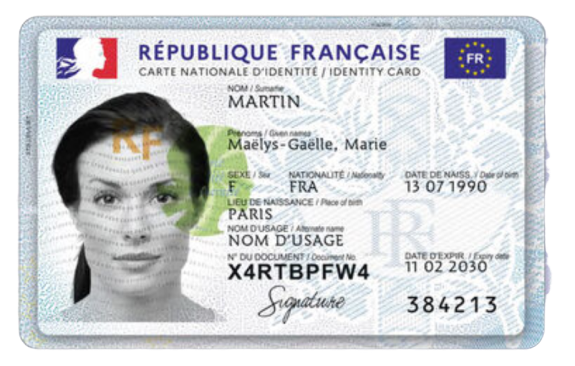 RÉPUBLIQUE FRANÇAISE
FR
CARTE NATIONALE D'IDENTITÉ / IDENTITY CARD
NOM / Surname
MARTIN
Prénoms / Given names
Maëlys-Gaëlle, Marie
SEXE / Sex NATIONALITÉ / Nationality DATE DE NAISS. / Date of birth
F FRA 13 07 1990
LIEU DE NAISSANCE / Place of birth
PARIS
NOM D'USAGE / Alternate name
NOM D'USAGE
N° DU DOCUMENT / Document No. DATE D'EXPIR. / Expiry date
X4RTBPFW4 11 02 2030
Signature 384213
RF
RF